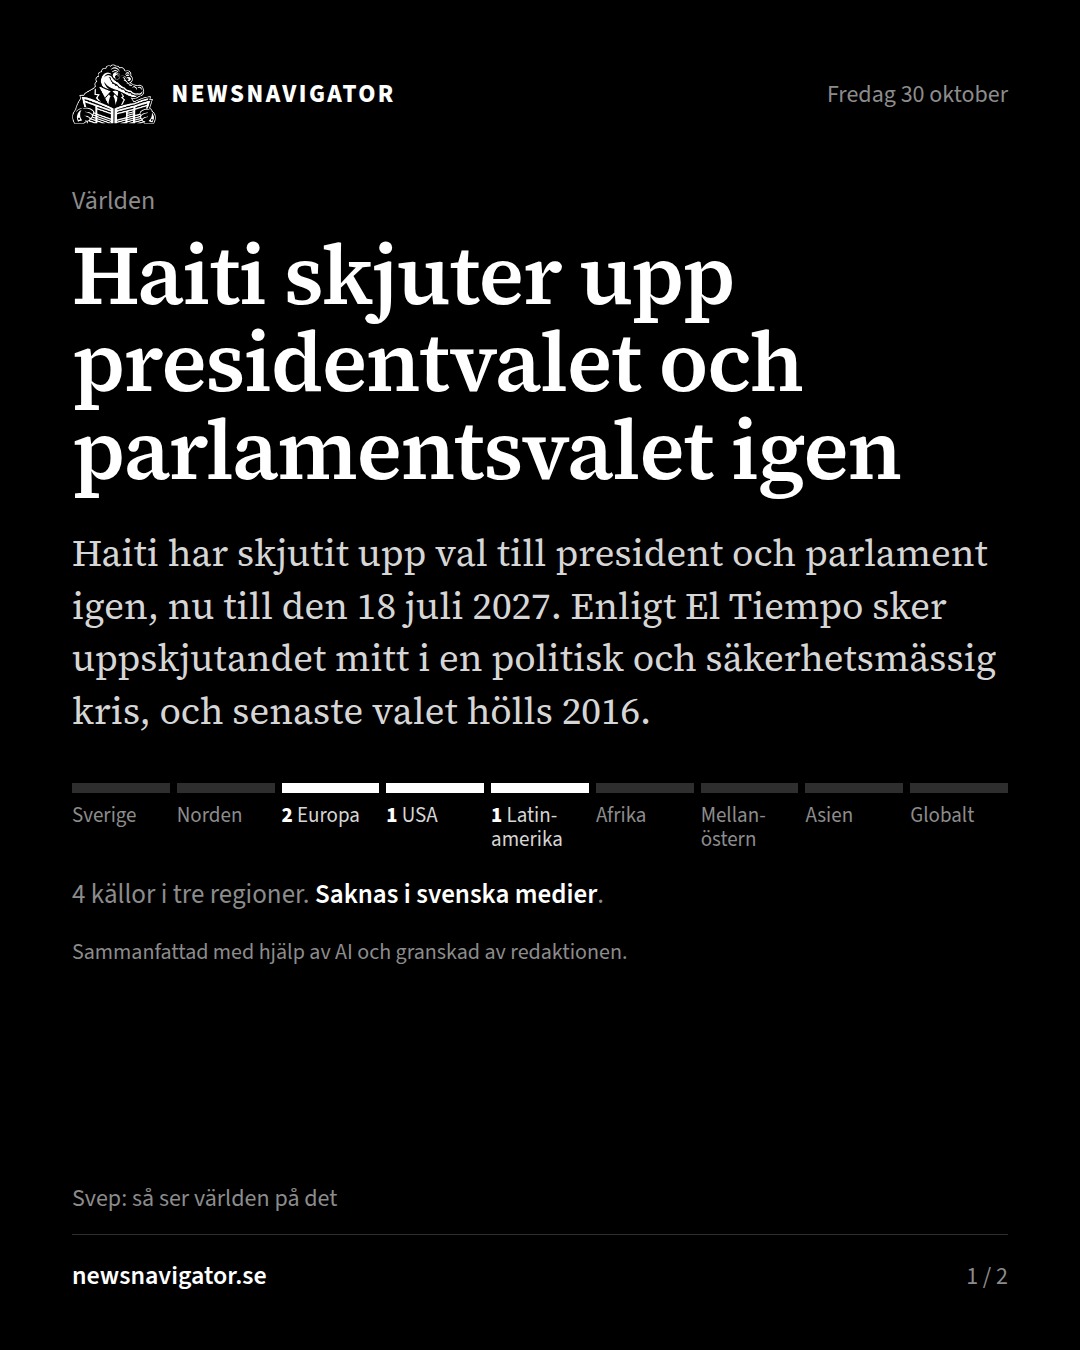 NEWSNAVIGATOR
Fredag 30 oktober
Världen
Haiti skjuter upp
presidentvalet och
parlamentsvalet igen
Haiti har skjutit upp val till president och parlament
igen, nu till den 18 juli 2027. Enligt El Tiempo sker
uppskjutandet mitt i en politisk och säkerhetsmässig
kris, och senaste valet hölls 2016.
Sverige
Norden
2 Europa
1 USA
1 Latin-
amerika
Afrika
Mellan-
östern
Asien
Globalt
4 källor i tre regioner. Saknas i svenska medier.
Sammanfattad med hjälp av AI och granskad av redaktionen.
Svep: så ser världen på det
newsnavigator.se
1 / 2